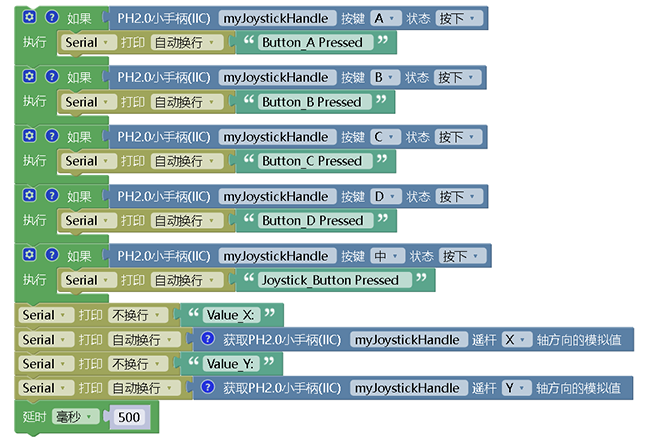 如果 PH2.0小手柄(IIC) myJoystickHandle 按键 A 状态 按下
执行 Serial 打印 自动换行 “ Button_A Pressed ”
如果 PH2.0小手柄(IIC) myJoystickHandle 按键 B 状态 按下
执行 Serial 打印 自动换行 “ Button_B Pressed ”
如果 PH2.0小手柄(IIC) myJoystickHandle 按键 C 状态 按下
执行 Serial 打印 自动换行 “ Button_C Pressed ”
如果 PH2.0小手柄(IIC) myJoystickHandle 按键 D 状态 按下
执行 Serial 打印 自动换行 “ Button_D Pressed ”
如果 PH2.0小手柄(IIC) myJoystickHandle 按键 中 状态 按下
执行 Serial 打印 自动换行 “ Joystick_Button Pressed ”
Serial 打印 不换行 “ Value_X: ”
Serial 打印 自动换行 获取PH2.0小手柄(IIC) myJoystickHandle 遥杆 X 轴方向的模拟值
Serial 打印 不换行 “ Value_Y: ”
Serial 打印 自动换行 获取PH2.0小手柄(IIC) myJoystickHandle 遥杆 Y 轴方向的模拟值
延时 毫秒 500